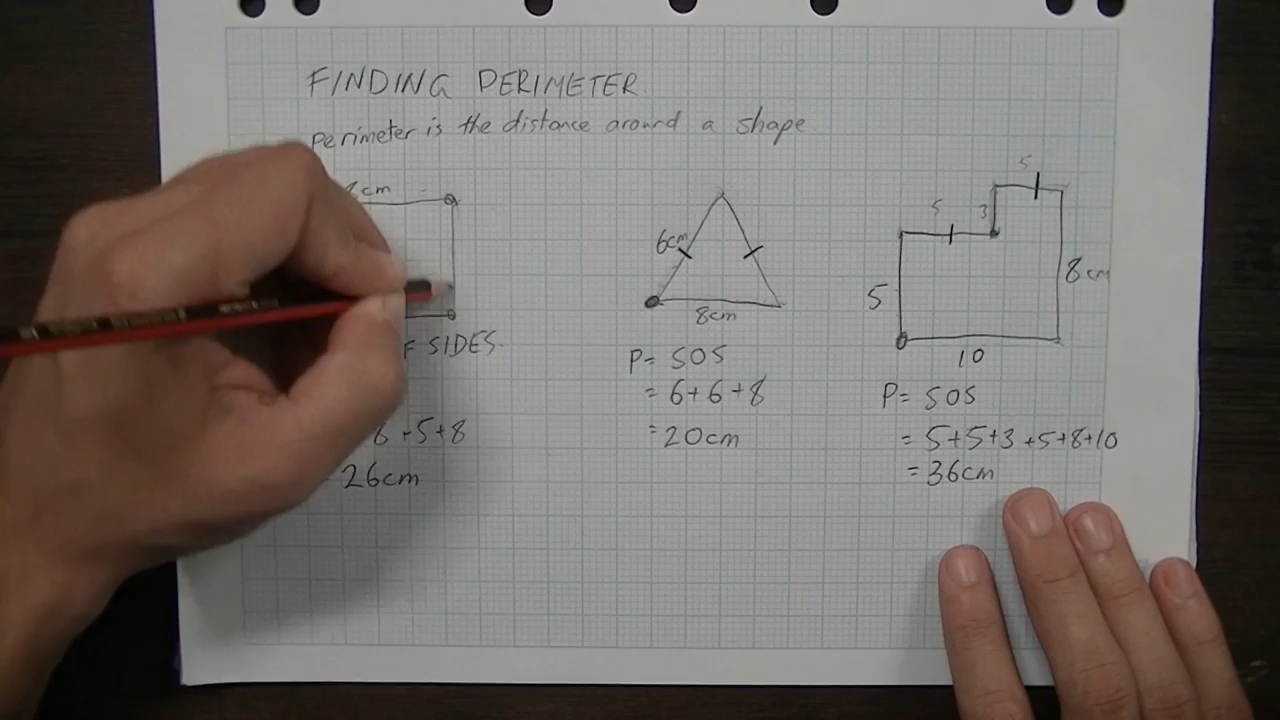 FINDING PERIMETER
perimeter is the distance around a shape
cm
SIDES
6 + 5 + 8
26cm
6cm
8cm
P= SOS
= 6+6+8
= 20cm
5
5
3
5
8cm
10
P= SOS
= 5+5+3+5+8+10
= 36cm